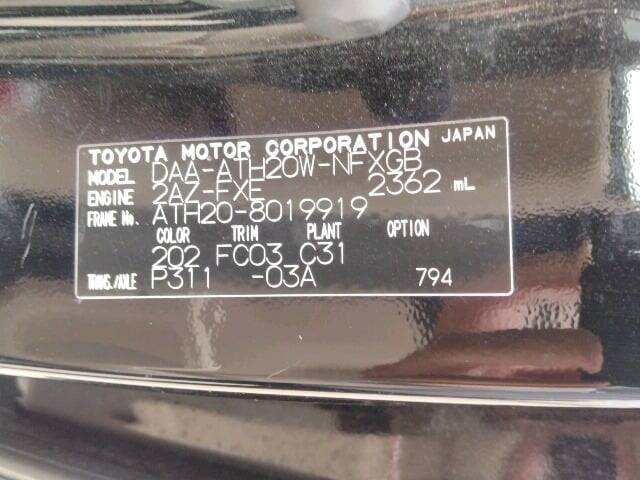 TOYOTA MOTOR CORPORATION JAPAN
MODEL DAA-ATH20W-NFXGB
ENGINE 2AZ-FXE 2362 mL
FRAME No. ATH20-8019919
COLOR TRIM PLANT OPTION
202 FC03 C31
TRANS./AXLE P311 -03A 794